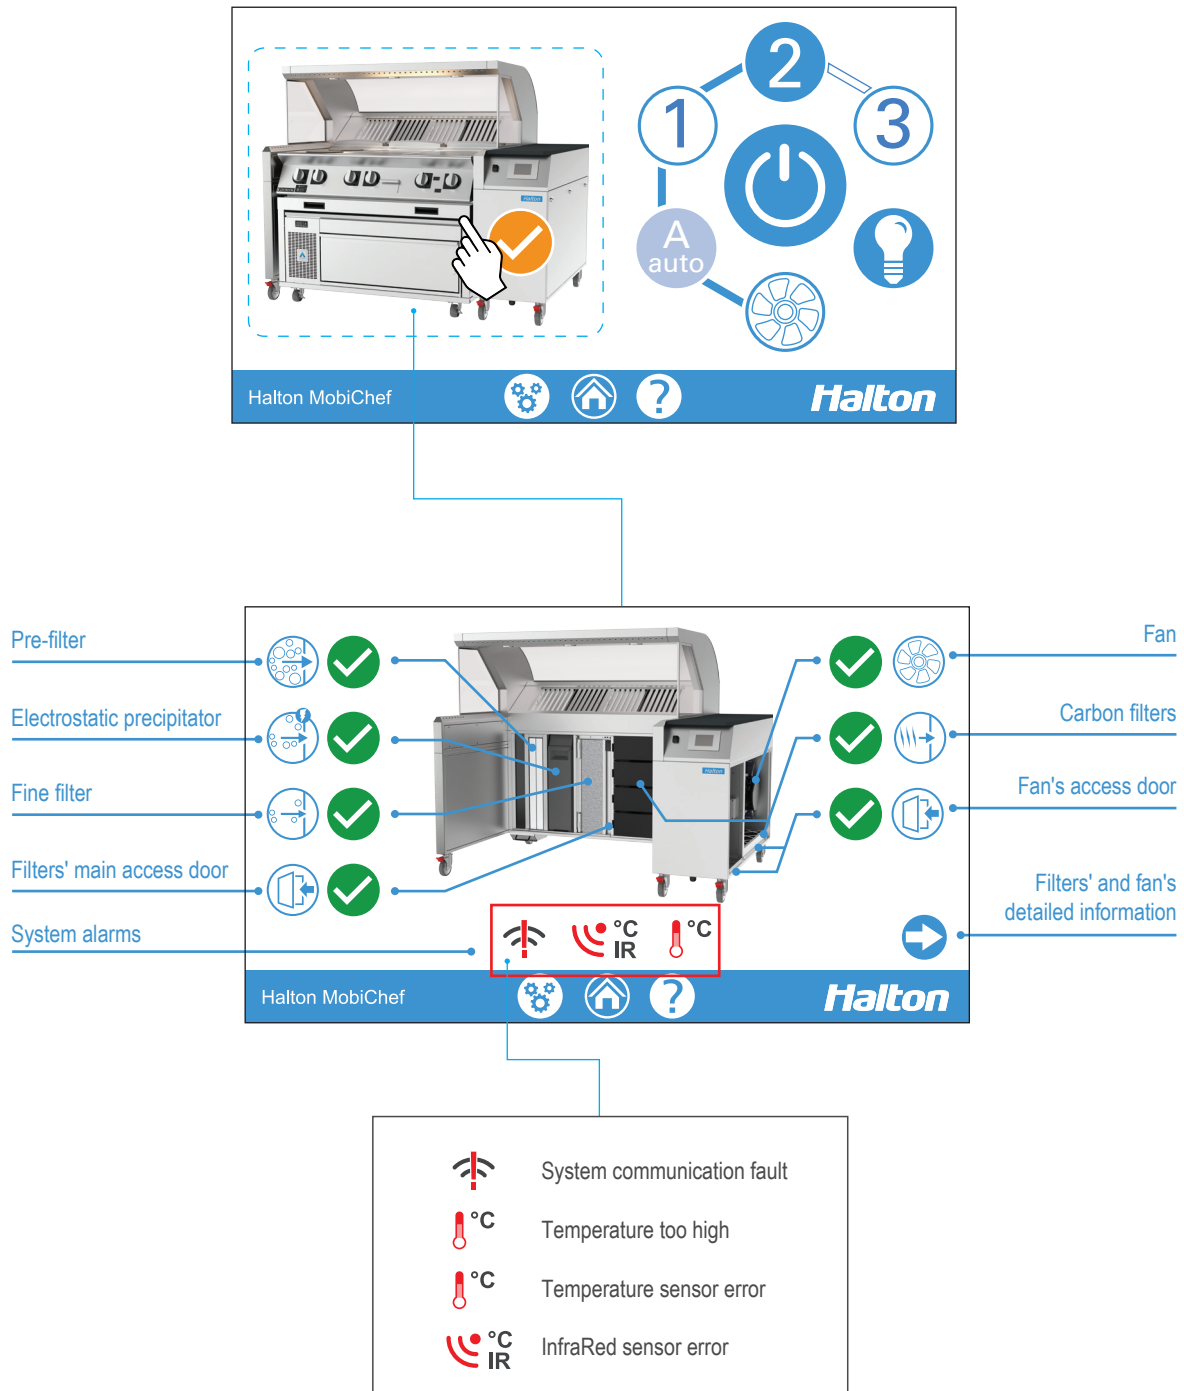 2
1
3
A
auto
Halton
Halton MobiChef
?
Halton
Pre-filter
Fan
Electrostatic precipitator
Carbon filters
Fine filter
Fan's access door
Halton
Filters' main access door
Filters' and fan's
detailed information
System alarms
°C
IR
°C
Halton MobiChef
?
Halton
System communication fault
°C
Temperature too high
°C
Temperature sensor error
°C
IR
InfraRed sensor error